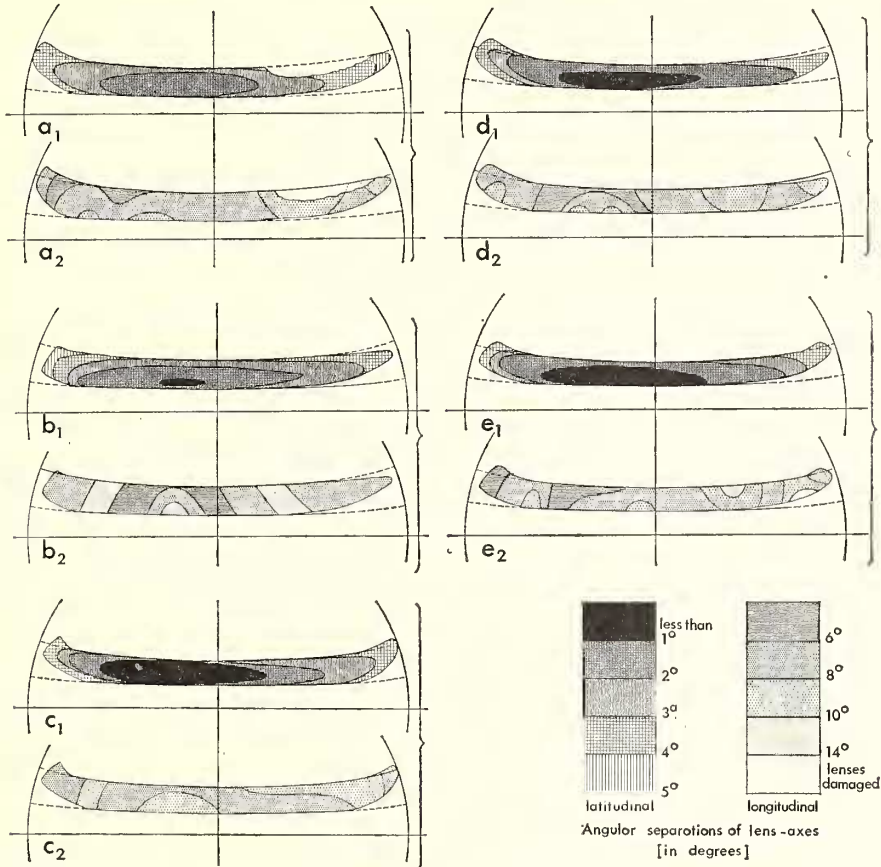 a1
a2
b1
b2
c1
c2
d1
d2
e1
e2
less than
1°
2°
3°
4°
5°
latitudinal
6°
8°
10°
14°
lenses
damaged
longitudinal
Angular separotions of lens-axes
[in degrees]